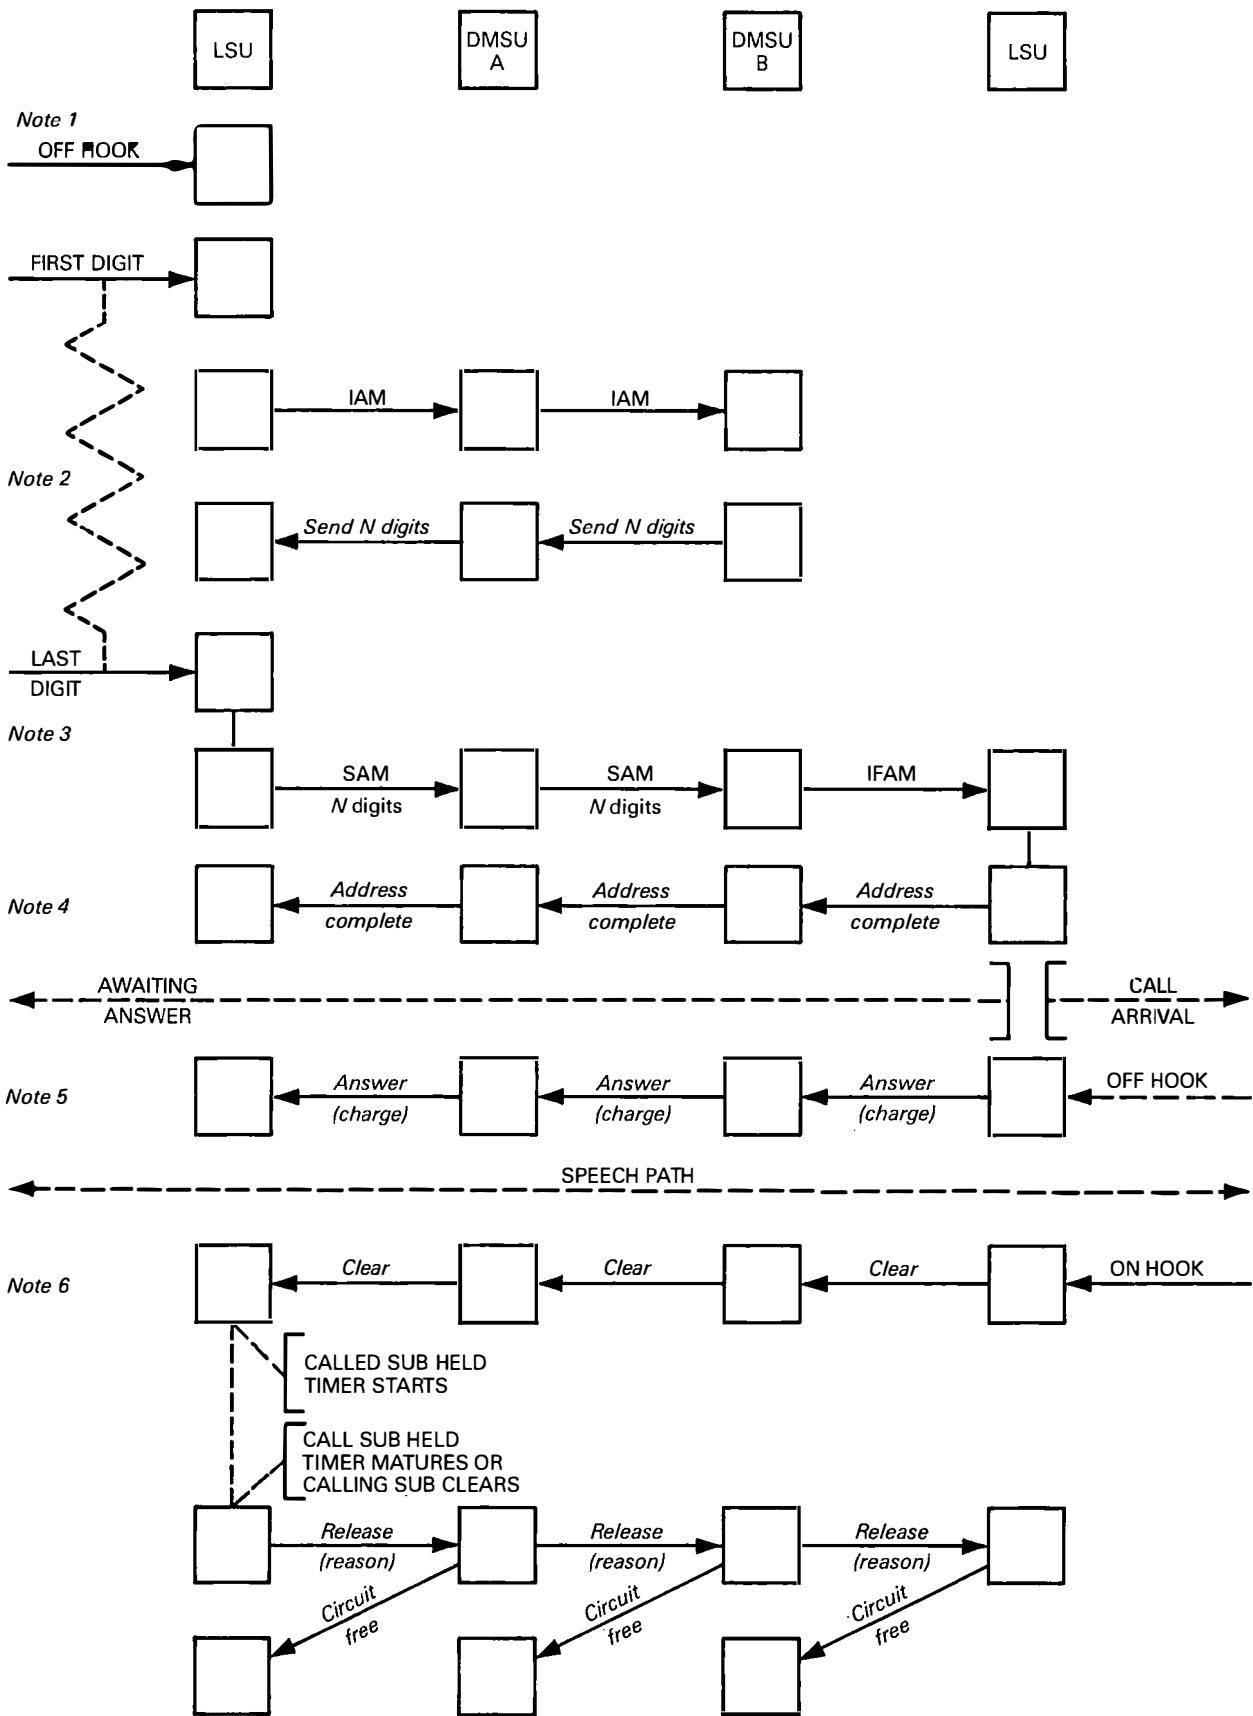 LSU
DMSU
A
DMSU
B
LSU
Note 1
OFF HOOK
FIRST DIGIT
IAM
IAM
Note 2
Send N digits
Send N digits
LAST
DIGIT
Note 3
SAM
N digits
SAM
N digits
IFAM
Note 4
Address
complete
Address
complete
Address
complete
AWAITING
ANSWER
CALL
ARRIVAL
Note 5
Answer
(charge)
Answer
(charge)
Answer
(charge)
OFF HOOK
SPEECH PATH
Note 6
Clear
Clear
Clear
ON HOOK
CALLED SUB HELD
TIMER STARTS
CALL SUB HELD
TIMER MATURES OR
CALLING SUB CLEARS
Release
(reason)
Release
(reason)
Release
(reason)
Circuit
free
Circuit
free
Circuit
free